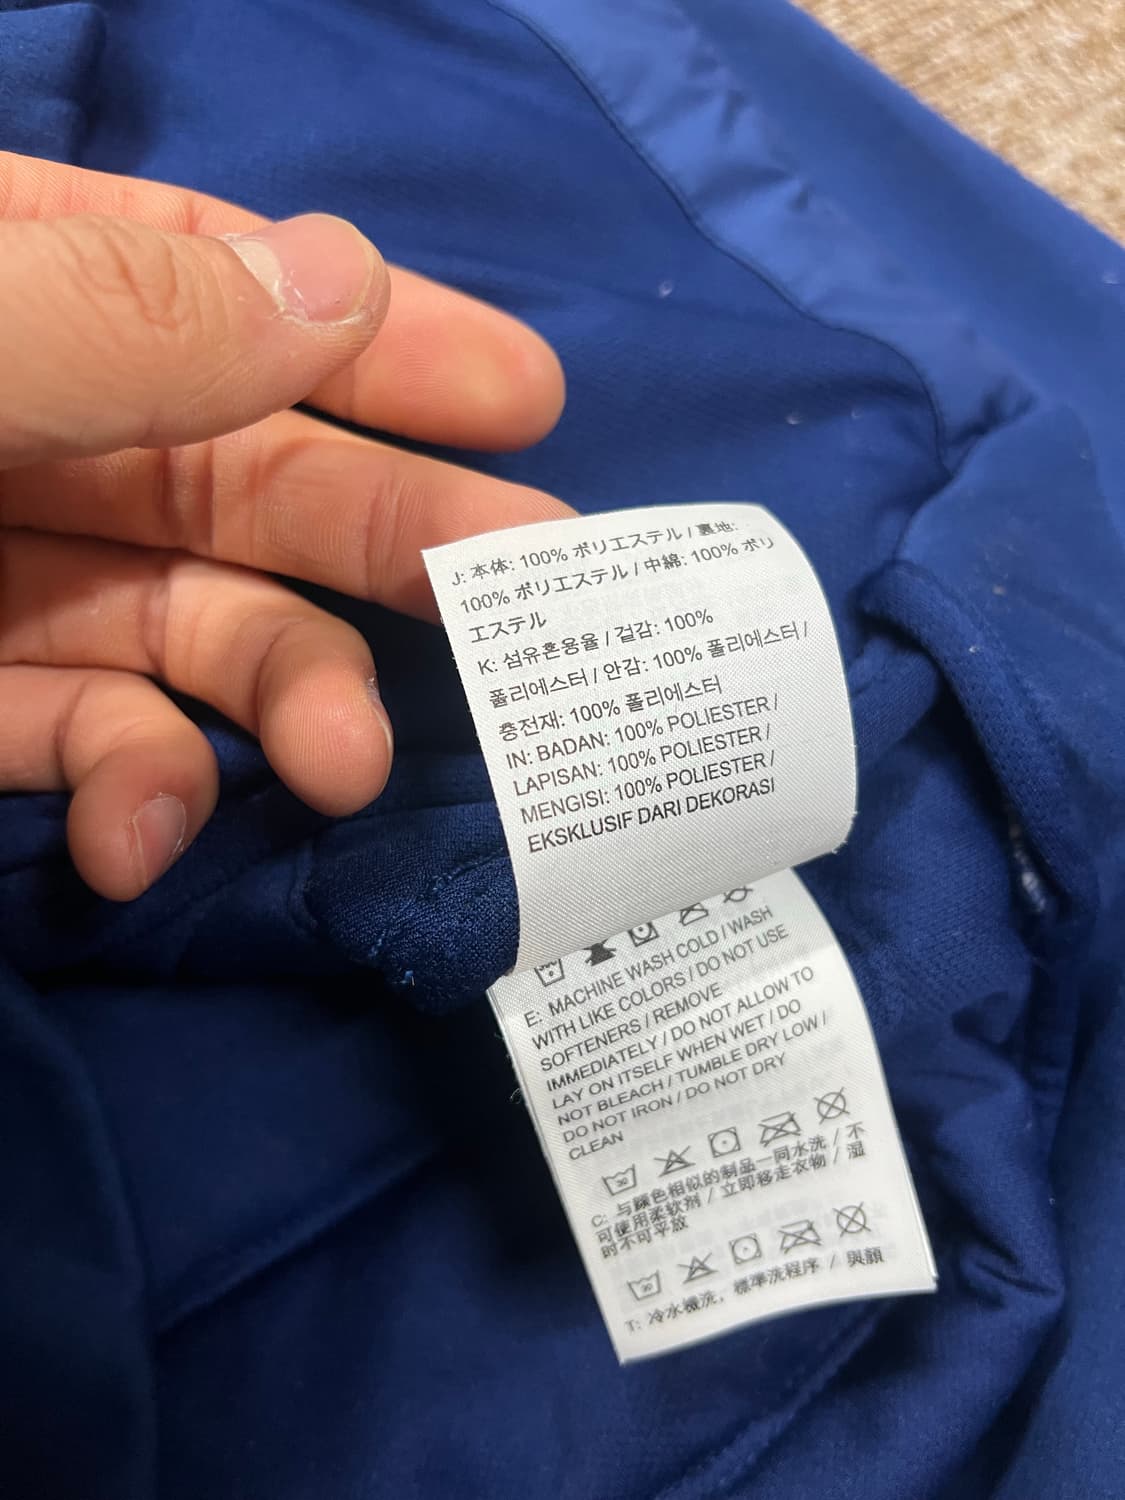 J: 本体: 100% ポリエステル / 裏地:
100% ポリエステル / 中綿: 100% ポリ
エステル
K: 섬유혼용율 / 겉감: 100%
폴리에스터 / 안감: 100% 폴리에스터 /
충전재: 100% 폴리에스터
IN: BADAN: 100% POLIESTER /
LAPISAN: 100% POLIESTER /
MENGISI: 100% POLIESTER /
EKSKLUSIF DARI DEKORASI
E: MACHINE WASH COLD / WASH
WITH LIKE COLORS / DO NOT USE
SOFTENERS / REMOVE
IMMEDIATELY / DO NOT ALLOW TO
LAY ON ITSELF WHEN WET / DO
NOT BLEACH / TUMBLE DRY LOW /
DO NOT IRON / DO NOT DRY
CLEAN
30
C: 与颜色相似的制品一同水洗 / 不
可使用柔软剂 / 立即移走衣物 / 湿
时不可平放
30
T: 冷水機洗, 標準洗程序 / 與顏